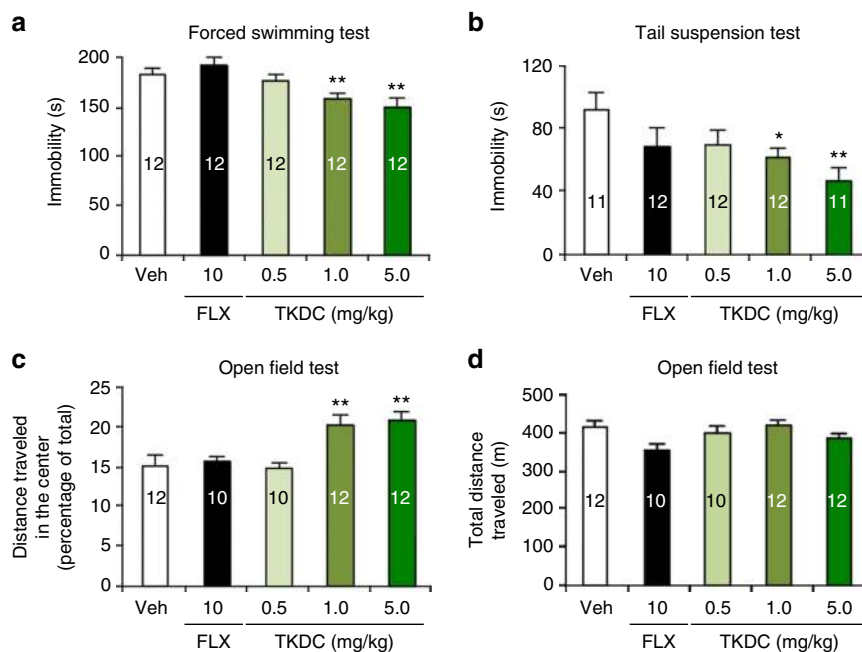 a
Forced swimming test
Immobility (s)
200
150
100
50
0
12 12 12 12 12
** **
Veh 10 0.5 1.0 5.0
FLX TKDC (mg/kg)
b
Tail suspension test
Immobility (s)
120
80
40
0
11 12 12 12 11
* **
Veh 10 0.5 1.0 5.0
FLX TKDC (mg/kg)
c
Open field test
Distance traveled
in the center
(percentage of total)
25
20
15
10
5
0
12 10 10 12 12
** **
Veh 10 0.5 1.0 5.0
FLX TKDC (mg/kg)
d
Open field test
Total distance
traveled (m)
500
400
300
200
100
0
12 10 10 12 12
Veh 10 0.5 1.0 5.0
FLX TKDC (mg/kg)